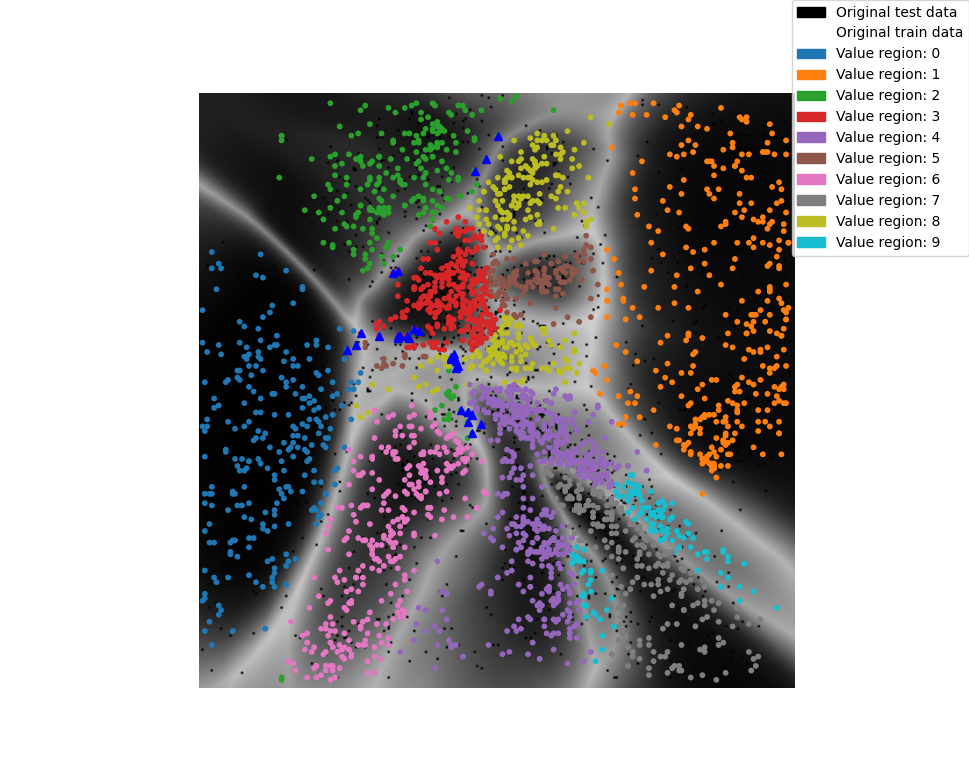 Original test data
Original train data
Value region: 0
Value region: 1
Value region: 2
Value region: 3
Value region: 4
Value region: 5
Value region: 6
Value region: 7
Value region: 8
Value region: 9